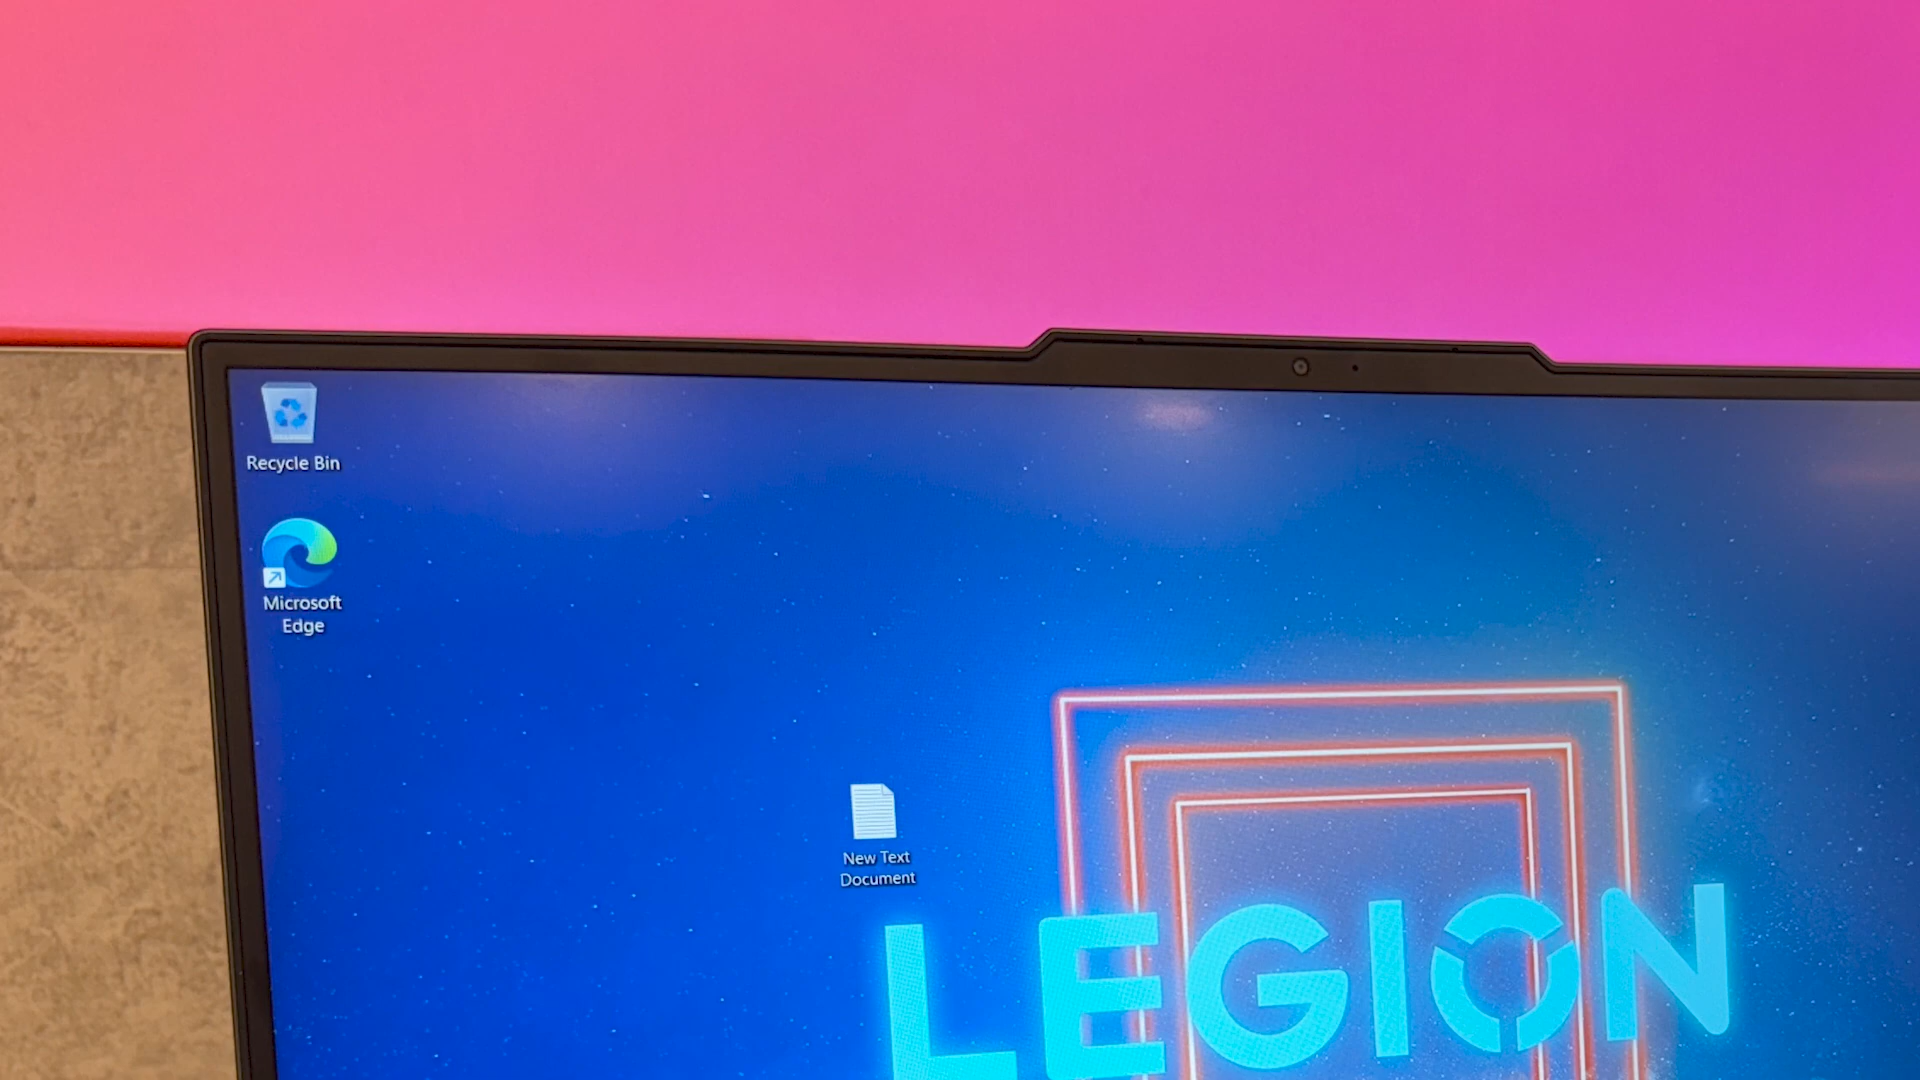 Recycle Bin
Microsoft
Edge
New Text
Document
LEGION